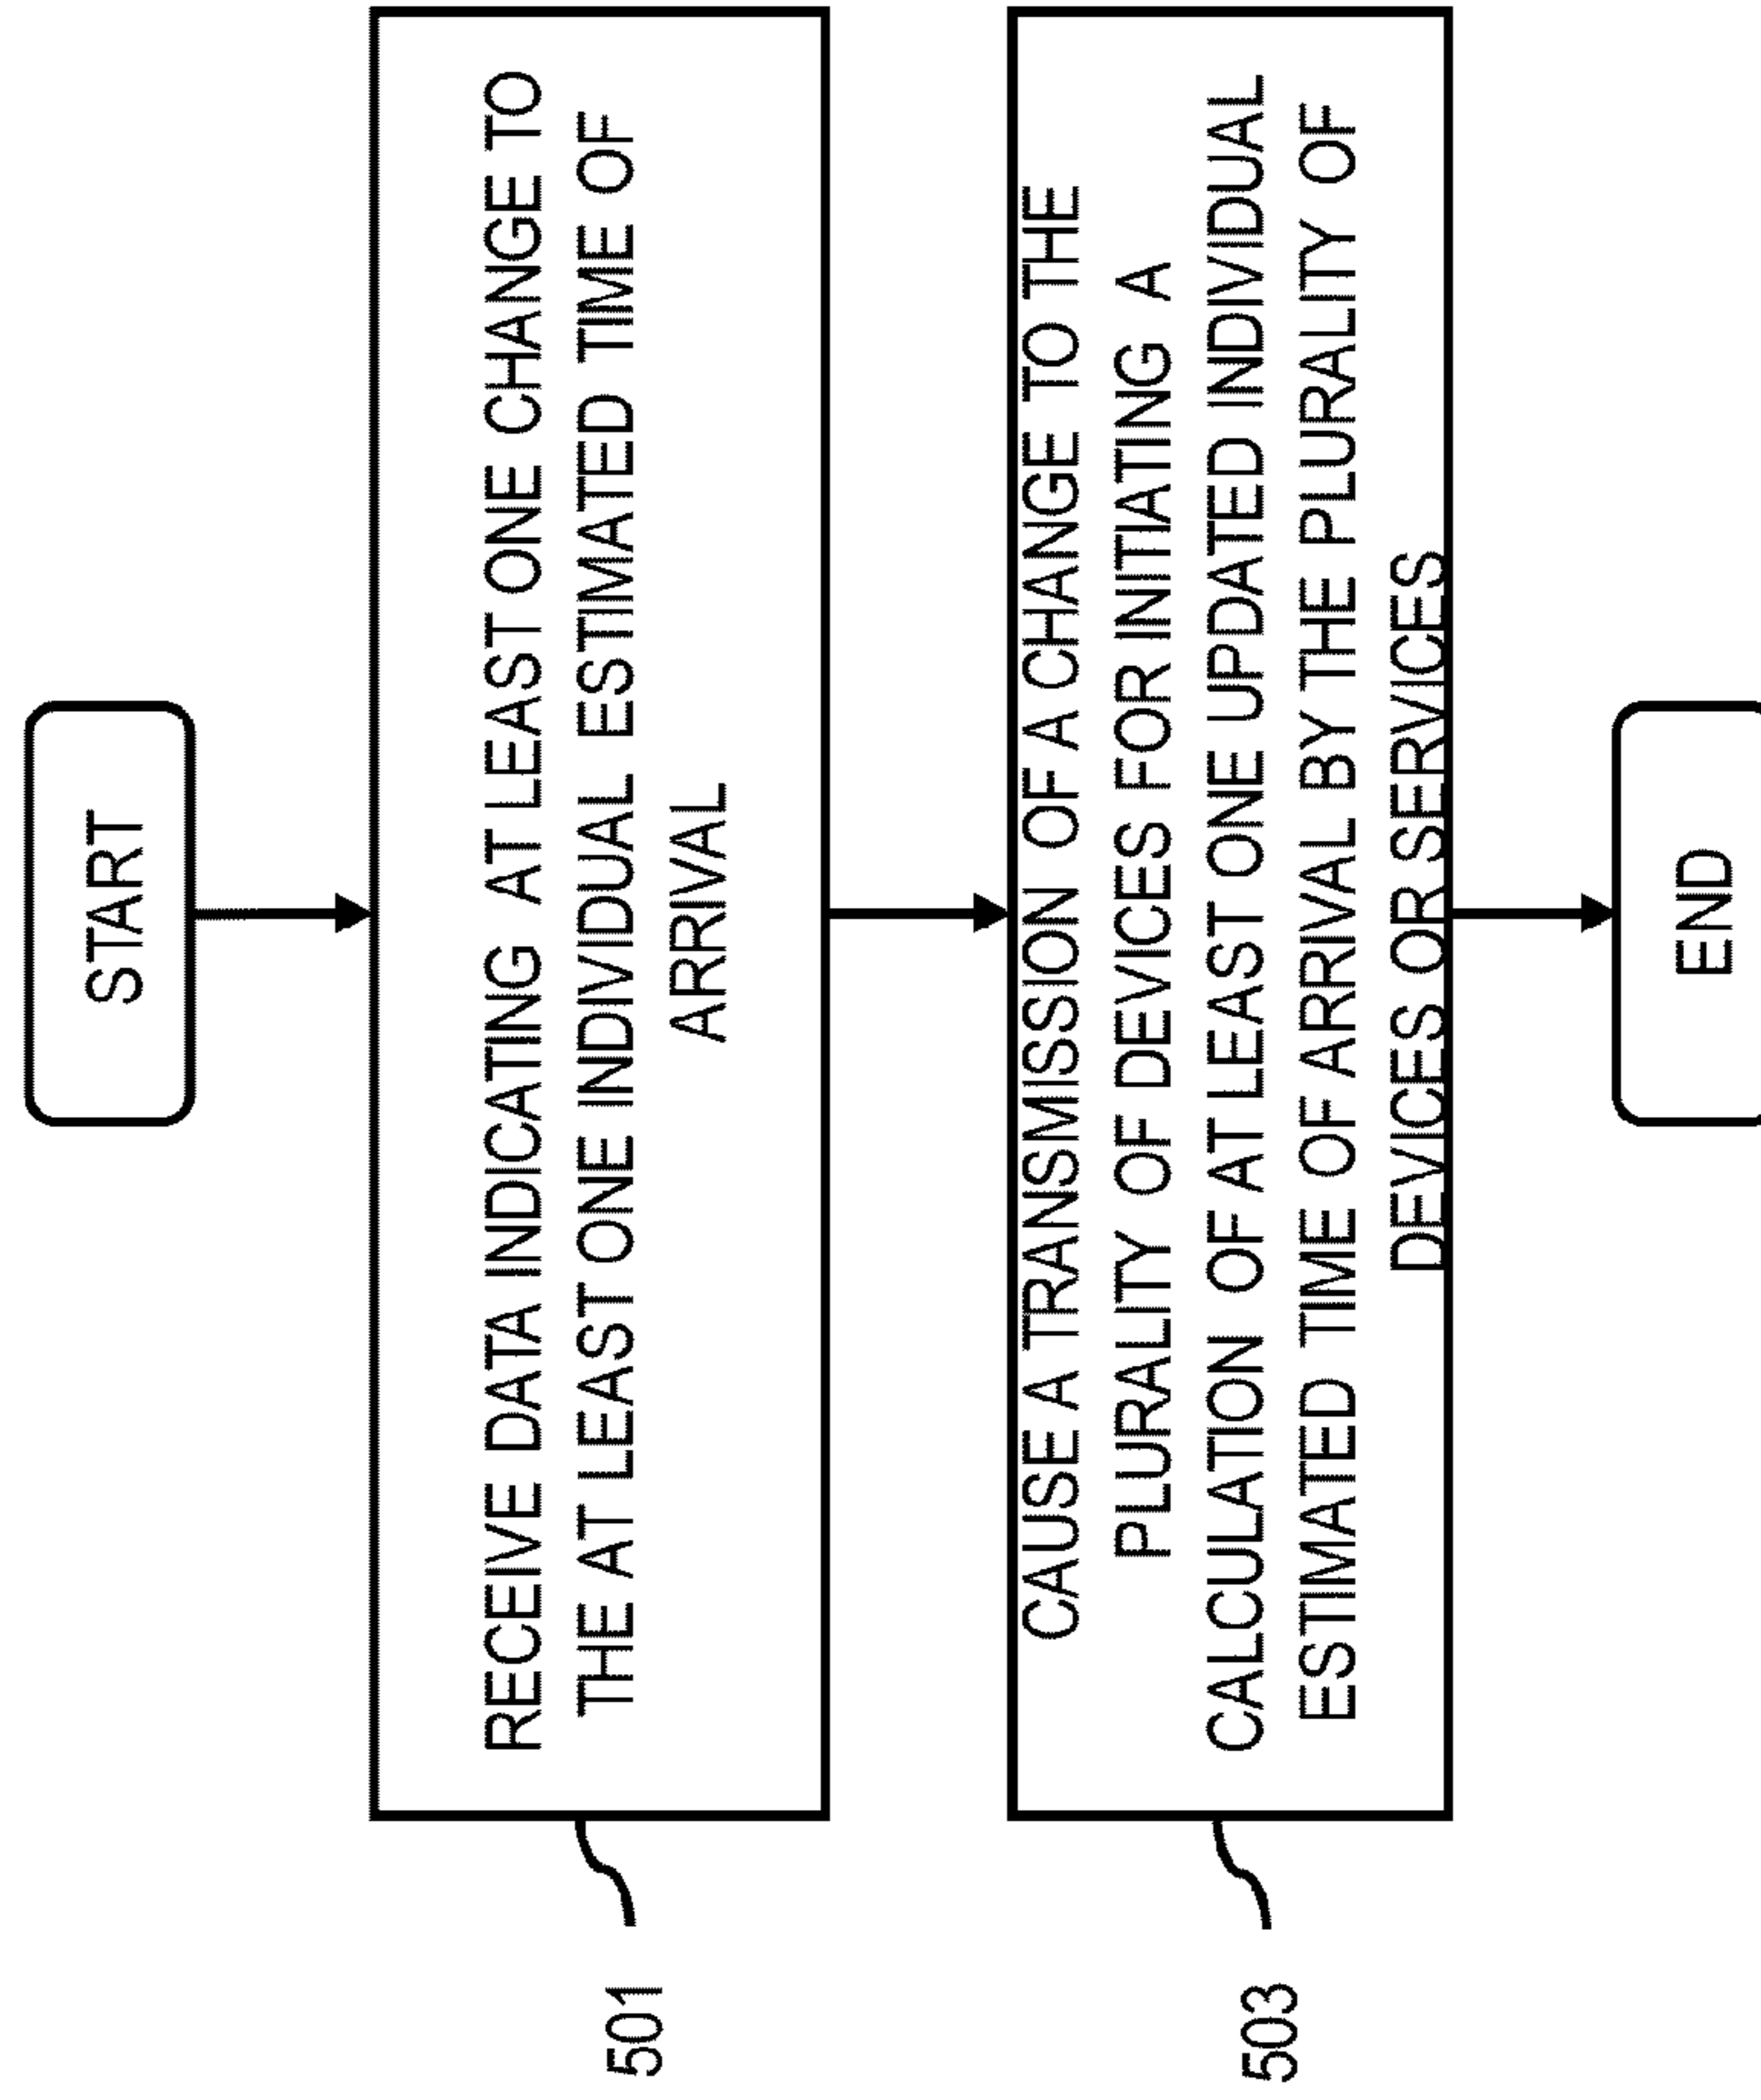 START
RECEIVE DATA INDICATING AT LEAST ONE CHANGE TO
THE AT LEAST ONE INDIVIDUAL ESTIMATED TIME OF
ARRIVAL
501
CAUSE A TRANSMISSION OF A CHANGE TO THE
PLURALITY OF DEVICES FOR INITIATING A
CALCULATION OF AT LEAST ONE UPDATED INDIVIDUAL
ESTIMATED TIME OF ARRIVAL BY THE PLURALITY OF
DEVICES OR SERVICES
503
END